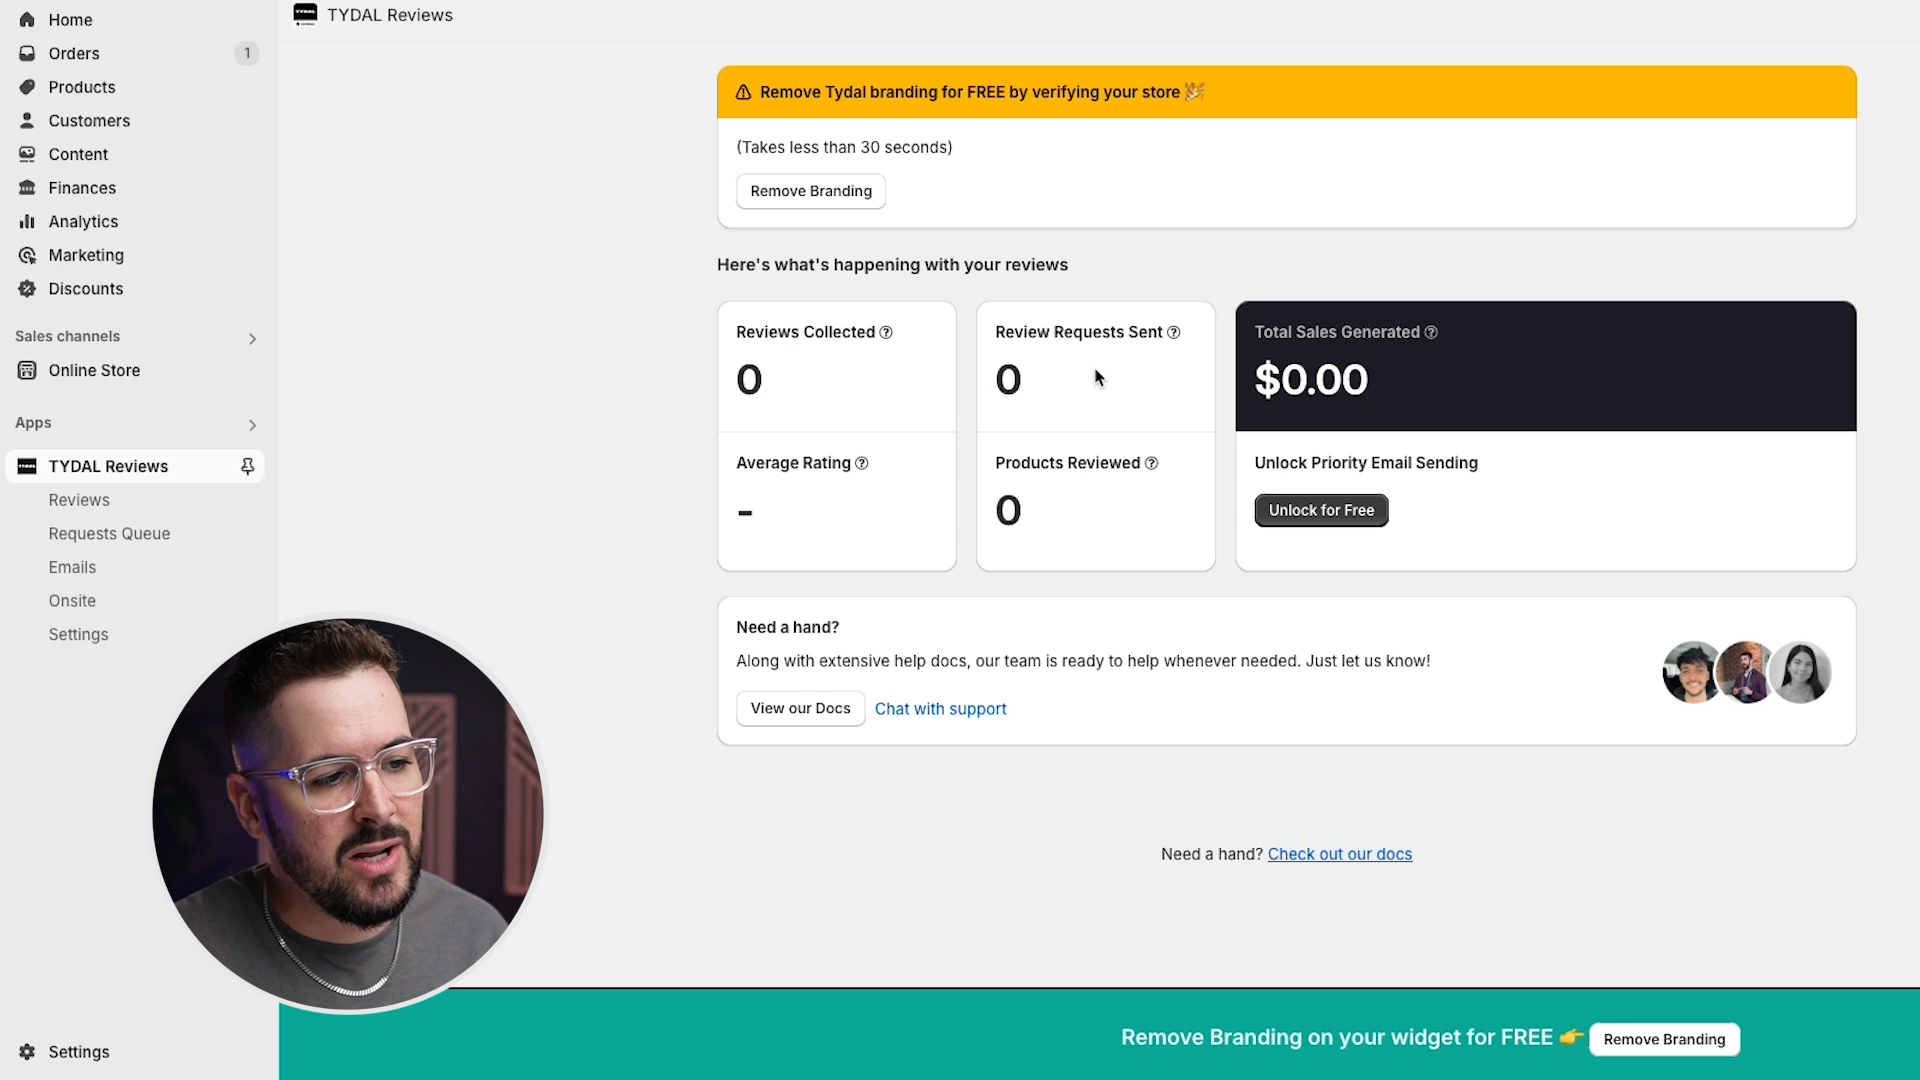 Home
Orders
1
Products
Customers
Content
Finances
Analytics
Marketing
Discounts
Sales channels
Online Store
Apps
TYDAL Reviews
Reviews
Requests Queue
Emails
Onsite
Settings
Settings
TYDAL Reviews
Remove Tydal branding for FREE by verifying your store 🎉
(Takes less than 30 seconds)
Remove Branding
Here's what's happening with your reviews
Reviews Collected
0
Review Requests Sent
0
Total Sales Generated
$0.00
Average Rating
-
Products Reviewed
0
Unlock Priority Email Sending
Unlock for Free
Need a hand?
Along with extensive help docs, our team is ready to help whenever needed. Just let us know!
View our Docs
Chat with support
Need a hand? Check out our docs
Remove Branding on your widget for FREE 👉
Remove Branding